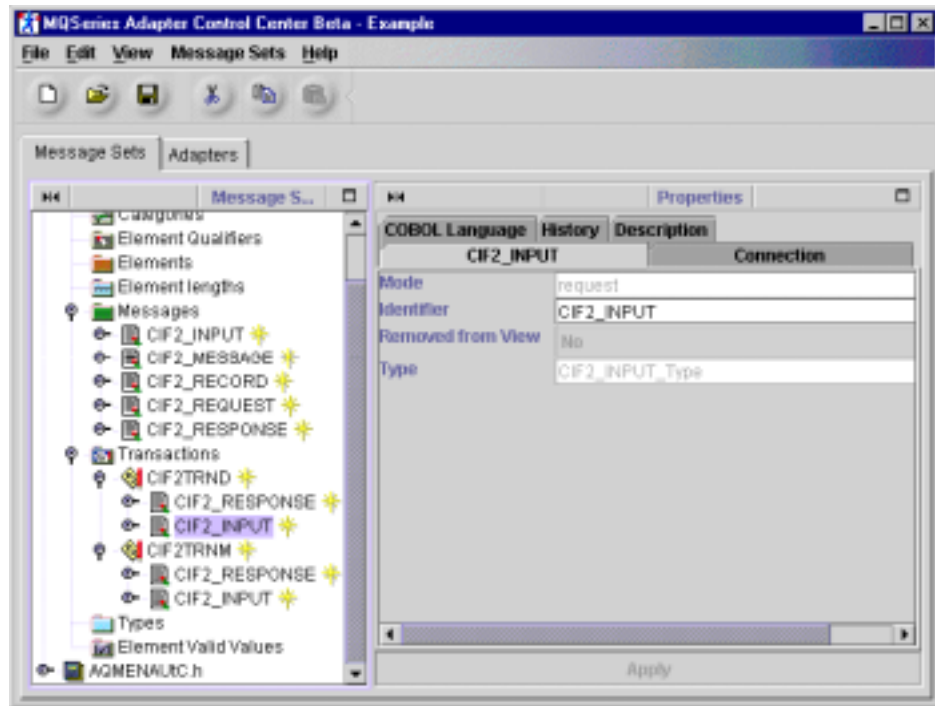 MQSeries Adapter Control Center Beta - Example
File Edit View Message Sets Help
Message Sets Adapters
Message S... Properties
Categories
Element Qualifiers
Elements
Element lengths
Messages
CIF2_INPUT
CIF2_MESSAGE
CIF2_RECORD
CIF2_REQUEST
CIF2_RESPONSE
Transactions
CIF2TRND
CIF2_RESPONSE
CIF2_INPUT
CIF2TRNM
CIF2_RESPONSE
CIF2_INPUT
Types
Element Valid Values
AQMENAUtC.h
COBOL Language History Description
CIF2_INPUT Connection
Mode request
Identifier CIF2_INPUT
Removed from View No
Type CIF2_INPUT_Type
Apply